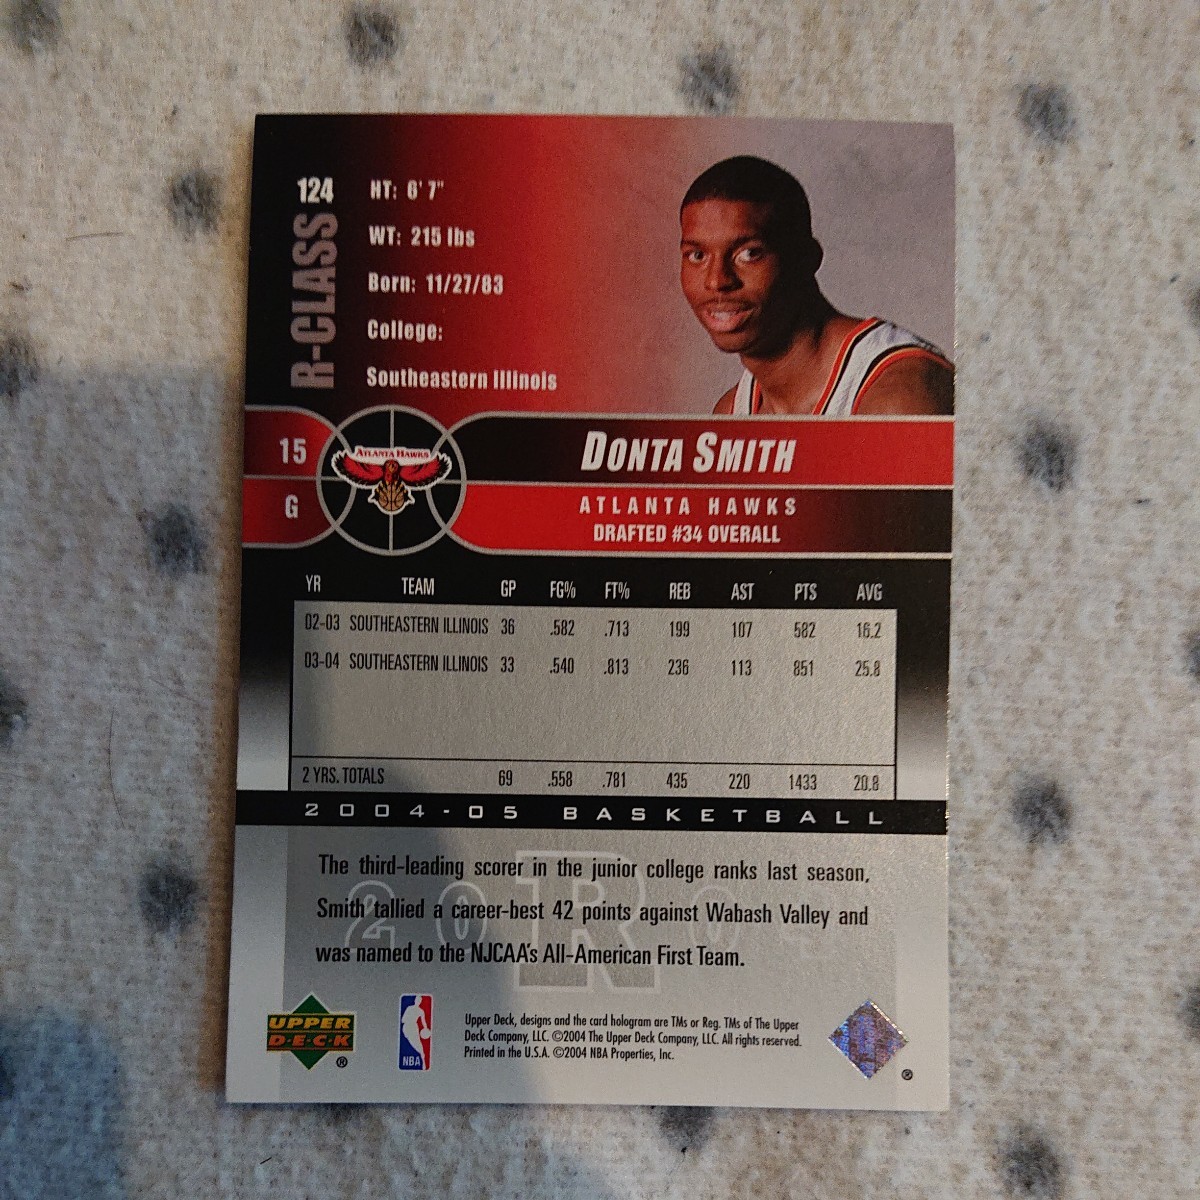 124
R-CLASS
HT: 6' 7"
WT: 215 lbs
Born: 11/27/83
College:
Southeastern Illinois
15
G
ATLANTA HAWKS
DONTA SMITH
ATLANTA HAWKS
DRAFTED #34 OVERALL
YR TEAM GP FG% FT% REB AST PTS AVG
02-03 SOUTHEASTERN ILLINOIS 36 .582 .713 199 107 582 16.2
03-04 SOUTHEASTERN ILLINOIS 33 .540 .813 236 113 851 25.8
2 YRS. TOTALS 69 .558 .781 435 220 1433 20.8
2004-05 BASKETBALL
The third-leading scorer in the junior college ranks last season,
Smith tallied a career-best 42 points against Wabash Valley and
was named to the NJCAA's All-American First Team.
20 R 0
UPPER
D·E·C·K
®
NBA
Upper Deck, designs and the card hologram are TMs or Reg. TMs of The Upper
Deck Company, LLC. ©2004 The Upper Deck Company, LLC. All rights reserved.
Printed in the U.S.A. ©2004 NBA Properties, Inc.
®